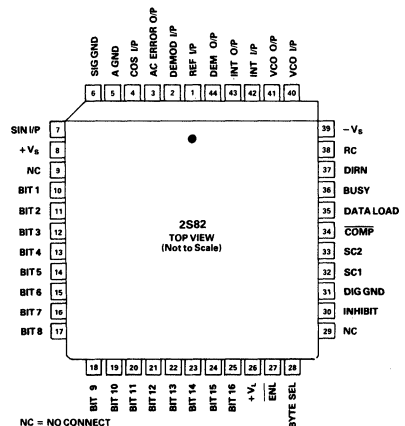 SIG GND
A GND
COS I/P
AC ERROR O/P
DEMOD I/P
REF I/P
DEM O/P
INT O/P
INT I/P
VCO O/P
VCO I/P
6 5 4 3 2 1 44 43 42 41 40
SIN I/P 7
+VS 8
NC 9
BIT 1 10
BIT 2 11
BIT 3 12
BIT 4 13
BIT 5 14
BIT 6 15
BIT 7 16
BIT 8 17
2S82
TOP VIEW
(Not to Scale)
39 –VS
38 RC
37 DIRN
36 BUSY
35 DATA LOAD
34 COMP
33 SC2
32 SC1
31 DIG GND
30 INHIBIT
29 NC
18 19 20 21 22 23 24 25 26 27 28
BIT 9
BIT 10
BIT 11
BIT 12
BIT 13
BIT 14
BIT 15
BIT 16
+VL
ENL
BYTE SEL
NC = NO CONNECT